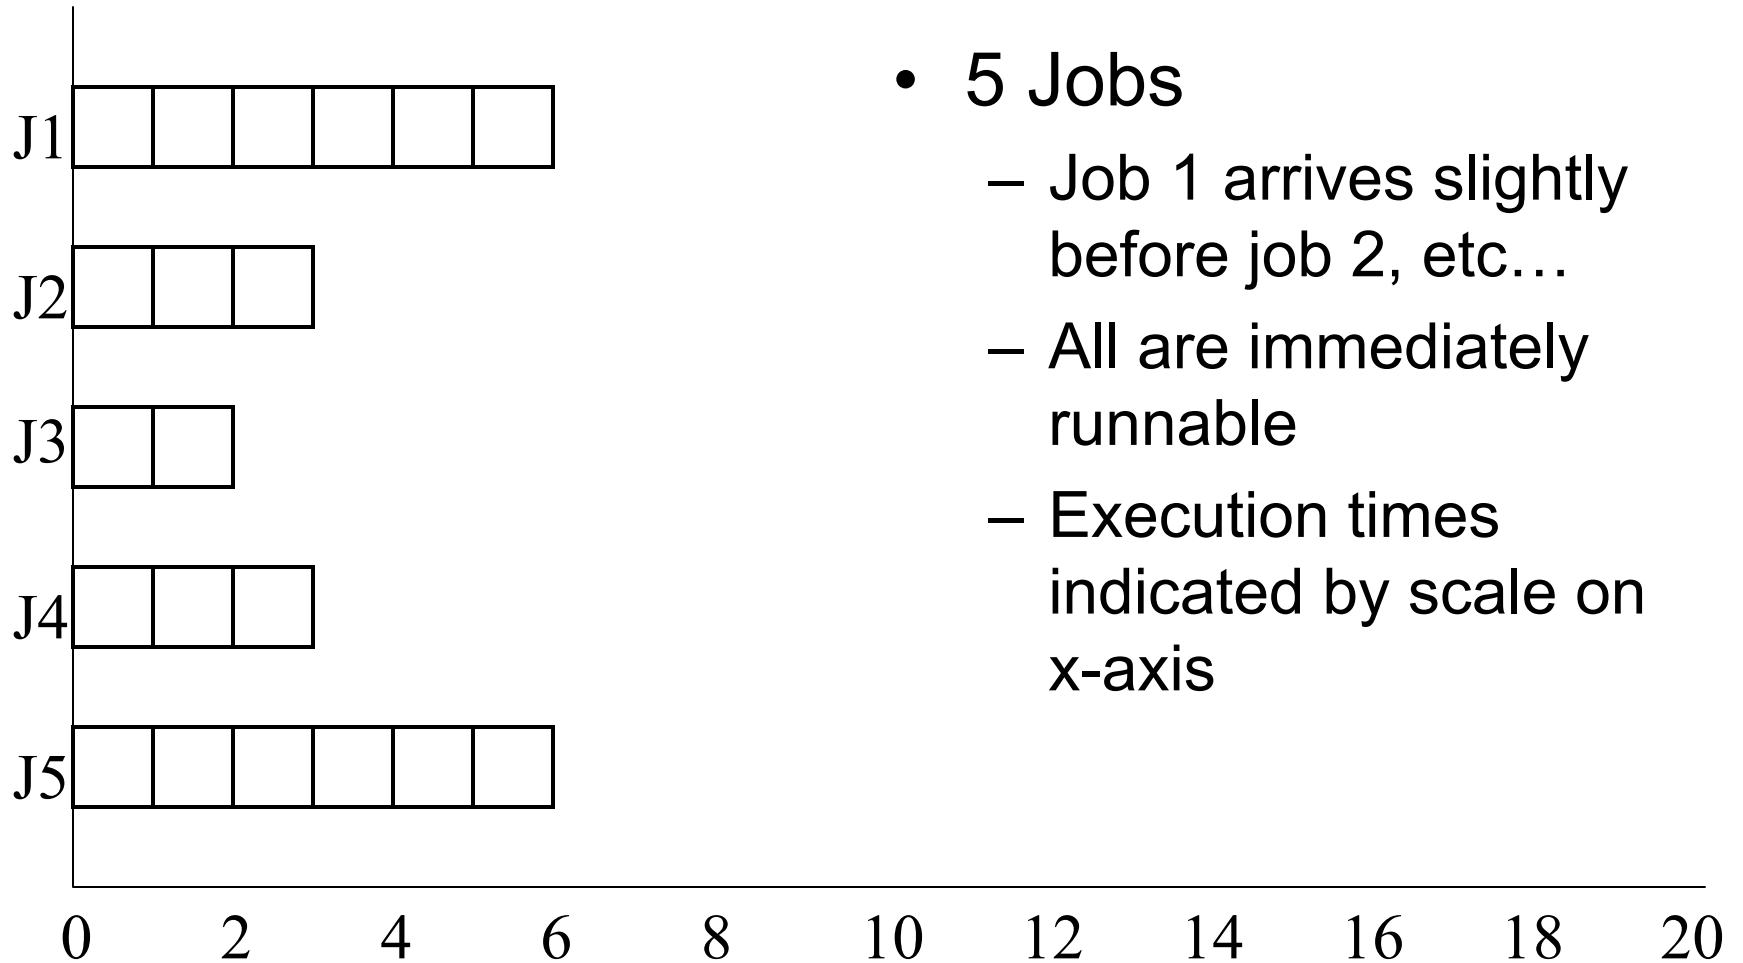 J1
J2
J3
J4
J5
0 2 4 6 8 10 12 14 16 18 20
• 5 Jobs
– Job 1 arrives slightly
before job 2, etc…
– All are immediately
runnable
– Execution times
indicated by scale on
x-axis